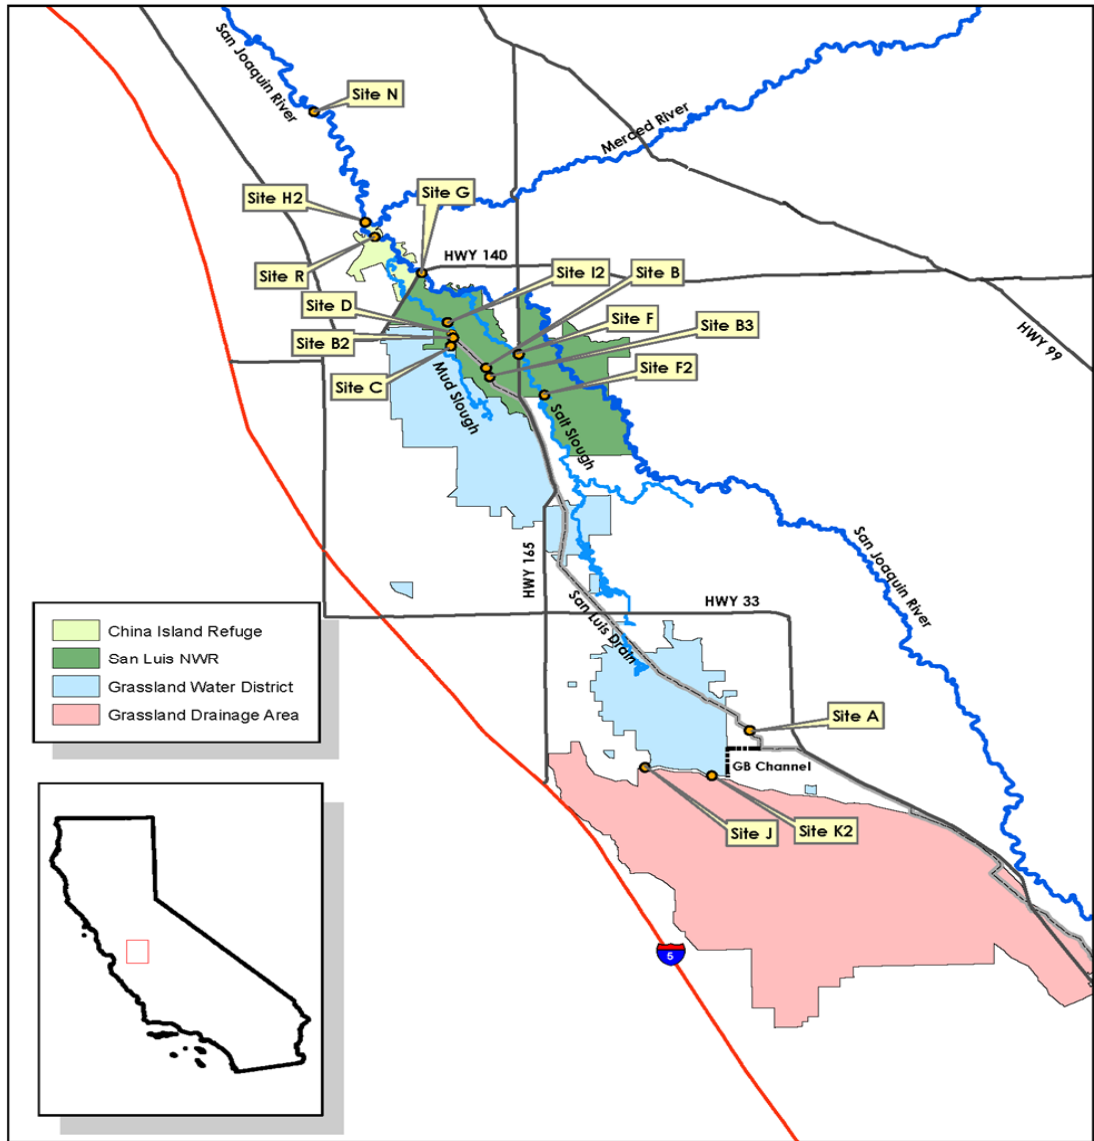 San Joaquin River
Site N
Merced River
Site H2
Site G
HWY 140
Site R
Site I2
Site B
Site D
Site F
Site B3
Site B2
HWY 99
Site C
Site F2
Mud Slough
Salt Slough
San Joaquin River
HWY 165
HWY 33
San Luis Drain
China Island Refuge
San Luis NWR
Grassland Water District
Grassland Drainage Area
Site A
GB Channel
Site J
Site K2
5